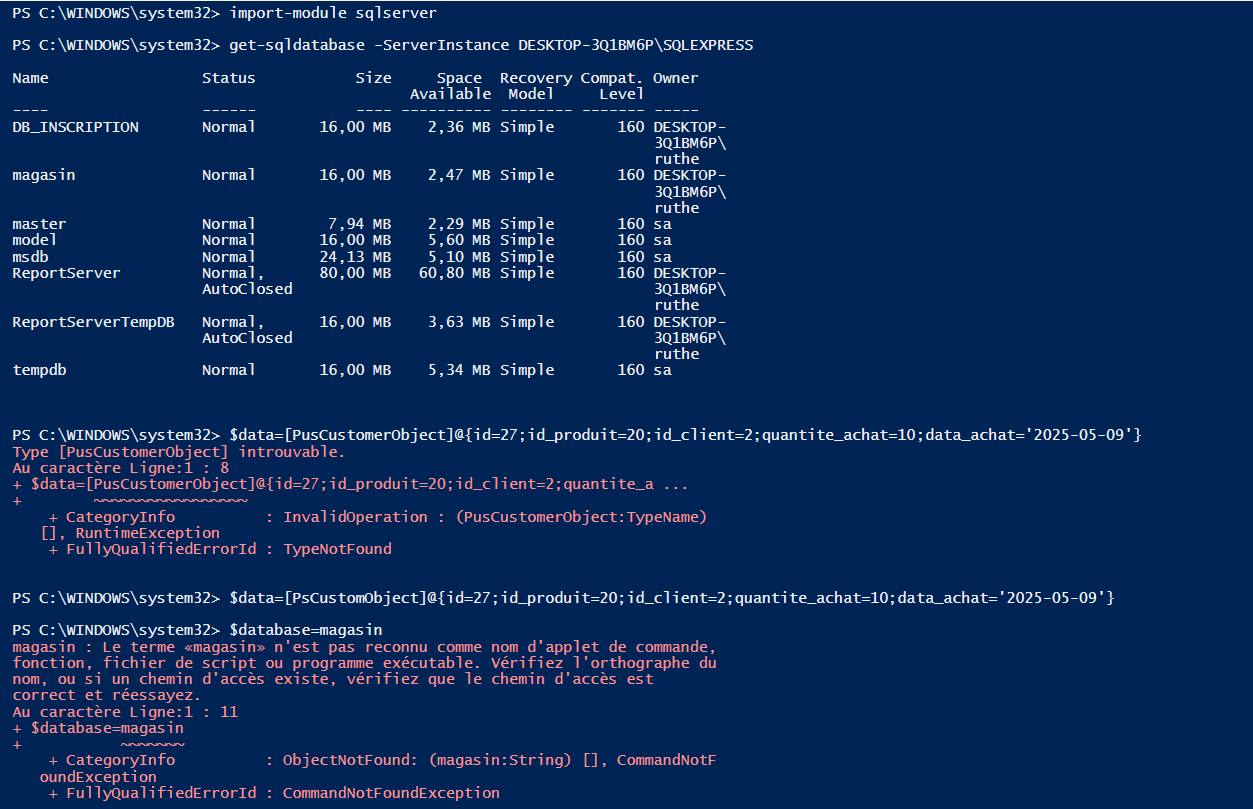 PS C:\WINDOWS\system32> import-module sqlserver
PS C:\WINDOWS\system32> get-sqldatabase -ServerInstance DESKTOP-3Q1BM6P\SQLEXPRESS
Name Status Size Space Recovery Compat. Owner
Available Model Level
---- ------ ---- ---------- -------- ------- -----
DB_INSCRIPTION Normal 16,00 MB 2,36 MB Simple 160 DESKTOP-
3Q1BM6P\
ruthe
magasin Normal 16,00 MB 2,47 MB Simple 160 DESKTOP-
3Q1BM6P\
ruthe
master Normal 7,94 MB 2,29 MB Simple 160 sa
model Normal 16,00 MB 5,60 MB Simple 160 sa
msdb Normal 24,13 MB 5,10 MB Simple 160 sa
ReportServer Normal, 80,00 MB 60,80 MB Simple 160 DESKTOP-
AutoClosed 3Q1BM6P\
ruthe
ReportServerTempDB Normal, 16,00 MB 3,63 MB Simple 160 DESKTOP-
AutoClosed 3Q1BM6P\
ruthe
tempdb Normal 16,00 MB 5,34 MB Simple 160 sa
PS C:\WINDOWS\system32> $data=[PusCustomerObject]@{id=27;id_produit=20;id_client=2;quantite_achat=10;data_achat='2025-05-09'}
Type [PusCustomerObject] introuvable.
Au caractère Ligne:1 : 8
+ $data=[PusCustomerObject]@{id=27;id_produit=20;id_client=2;quantite_a ...
+ ~~~~~~~~~~~~~~~~~
+ CategoryInfo : InvalidOperation : (PusCustomerObject:TypeName)
[], RuntimeException
+ FullyQualifiedErrorId : TypeNotFound
PS C:\WINDOWS\system32> $data=[PsCustomObject]@{id=27;id_produit=20;id_client=2;quantite_achat=10;data_achat='2025-05-09'}
PS C:\WINDOWS\system32> $database=magasin
magasin : Le terme «magasin» n'est pas reconnu comme nom d'applet de commande,
fonction, fichier de script ou programme exécutable. Vérifiez l'orthographe du
nom, ou si un chemin d'accès existe, vérifiez que le chemin d'accès est
correct et réessayez.
Au caractère Ligne:1 : 11
+ $database=magasin
+ ~~~~~~~
+ CategoryInfo : ObjectNotFound: (magasin:String) [], CommandNotF
oundException
+ FullyQualifiedErrorId : CommandNotFoundException